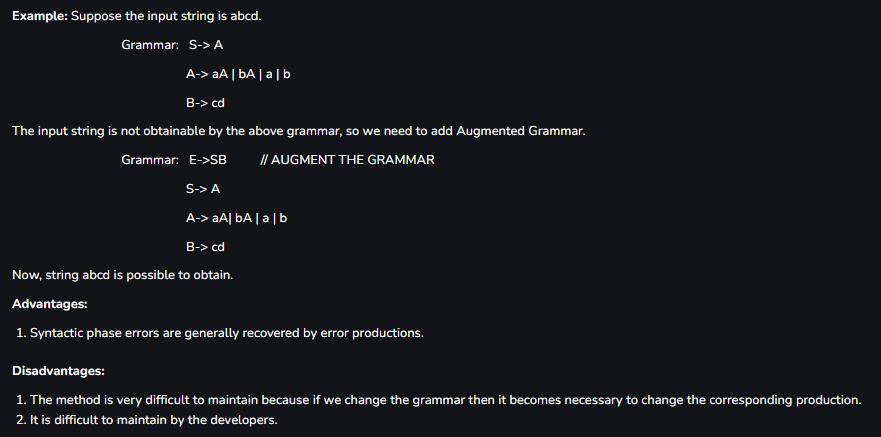 Example: Suppose the input string is abcd.
Grammar: S-> A
A-> aA | bA | a | b
B-> cd
The input string is not obtainable by the above grammar, so we need to add Augmented Grammar.
Grammar: E->SB // AUGMENT THE GRAMMAR
S-> A
A-> aA| bA | a | b
B-> cd
Now, string abcd is possible to obtain.
Advantages:
1. Syntactic phase errors are generally recovered by error productions.
Disadvantages:
1. The method is very difficult to maintain because if we change the grammar then it becomes necessary to change the corresponding production.
2. It is difficult to maintain by the developers.